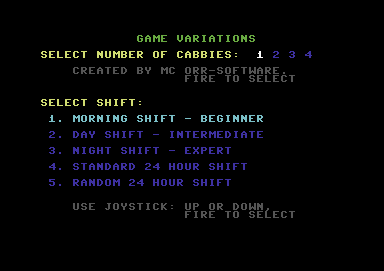 GAME VARIATIONS
SELECT NUMBER OF CABBIES: 1 2 3 4
CREATED BY MC ORR-SOFTWARE.
FIRE TO SELECT
SELECT SHIFT:
1. MORNING SHIFT - BEGINNER
2. DAY SHIFT - INTERMEDIATE
3. NIGHT SHIFT - EXPERT
4. STANDARD 24 HOUR SHIFT
5. RANDOM 24 HOUR SHIFT
USE JOYSTICK: UP OR DOWN,
FIRE TO SELECT